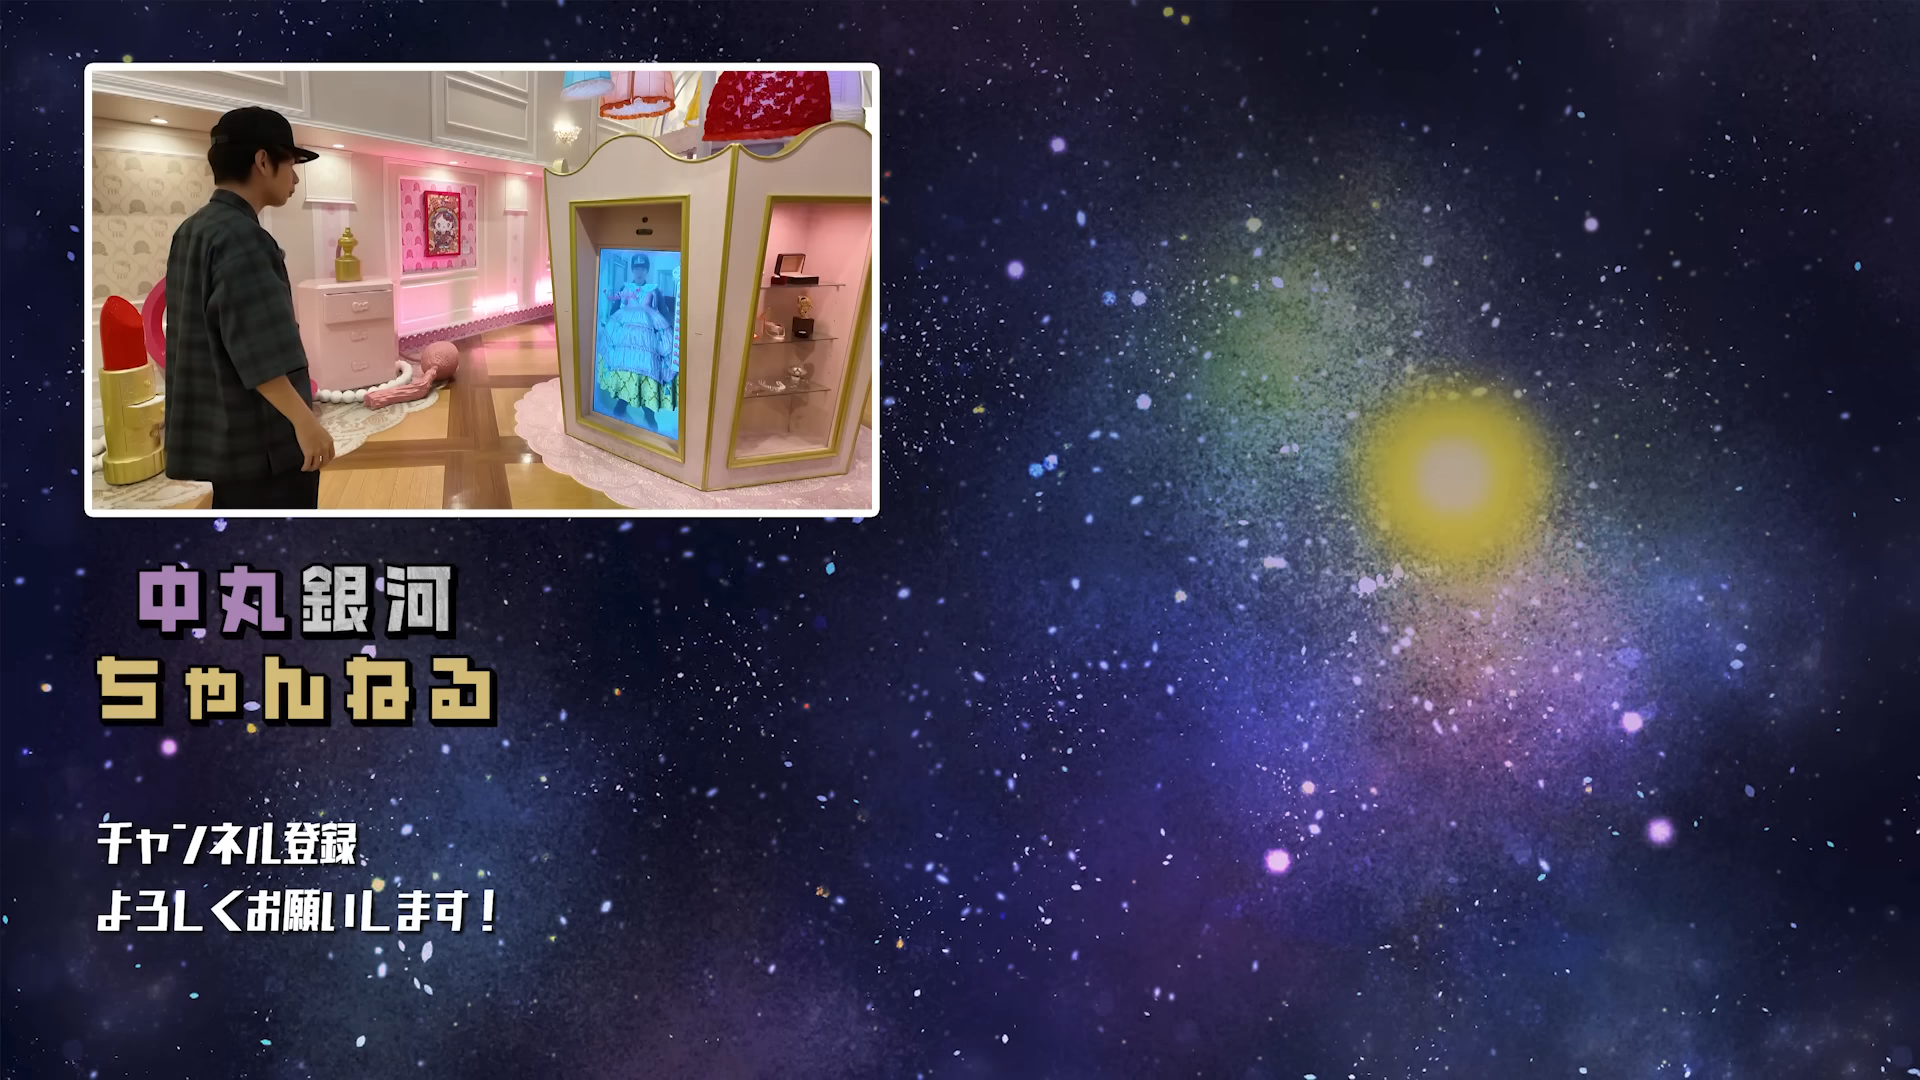 中丸銀河
ちゃんねる
チャンネル登録
よろしくお願いします！